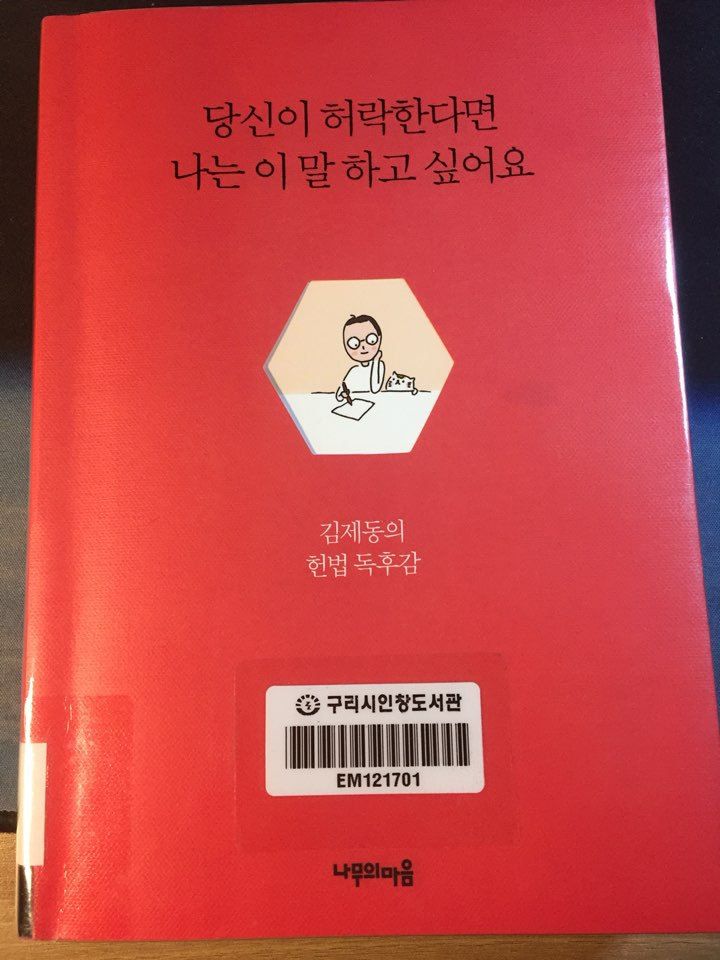 당신이 허락한다면
나는 이 말 하고 싶어요
김제동의
헌법 독후감
구리시인창도서관
EM121701
나무의마음